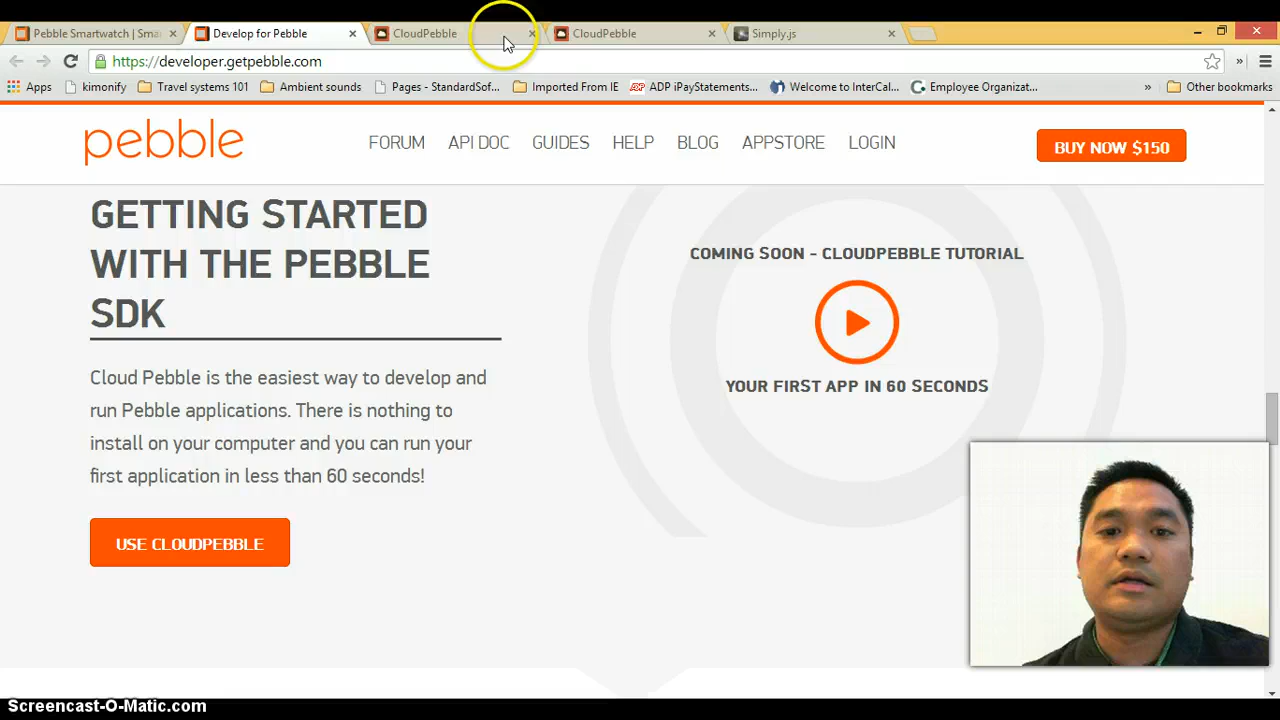 Pebble Smartwatch | Sma
Develop for Pebble
CloudPebble
CloudPebble
Simply.js
https://developer.getpebble.com
Apps
kimonify
Travel systems 101
Ambient sounds
Pages - StandardSof...
Imported From IE
ADP iPayStatements...
Welcome to InterCal...
Employee Organizat...
»
Other bookmarks
pebble
FORUM
API DOC
GUIDES
HELP
BLOG
APPSTORE
LOGIN
BUY NOW $150
GETTING STARTED
WITH THE PEBBLE
SDK
Cloud Pebble is the easiest way to develop and
run Pebble applications. There is nothing to
install on your computer and you can run your
first application in less than 60 seconds!
USE CLOUDPEBBLE
COMING SOON - CLOUDPEBBLE TUTORIAL
YOUR FIRST APP IN 60 SECONDS
Screencast-O-Matic.com